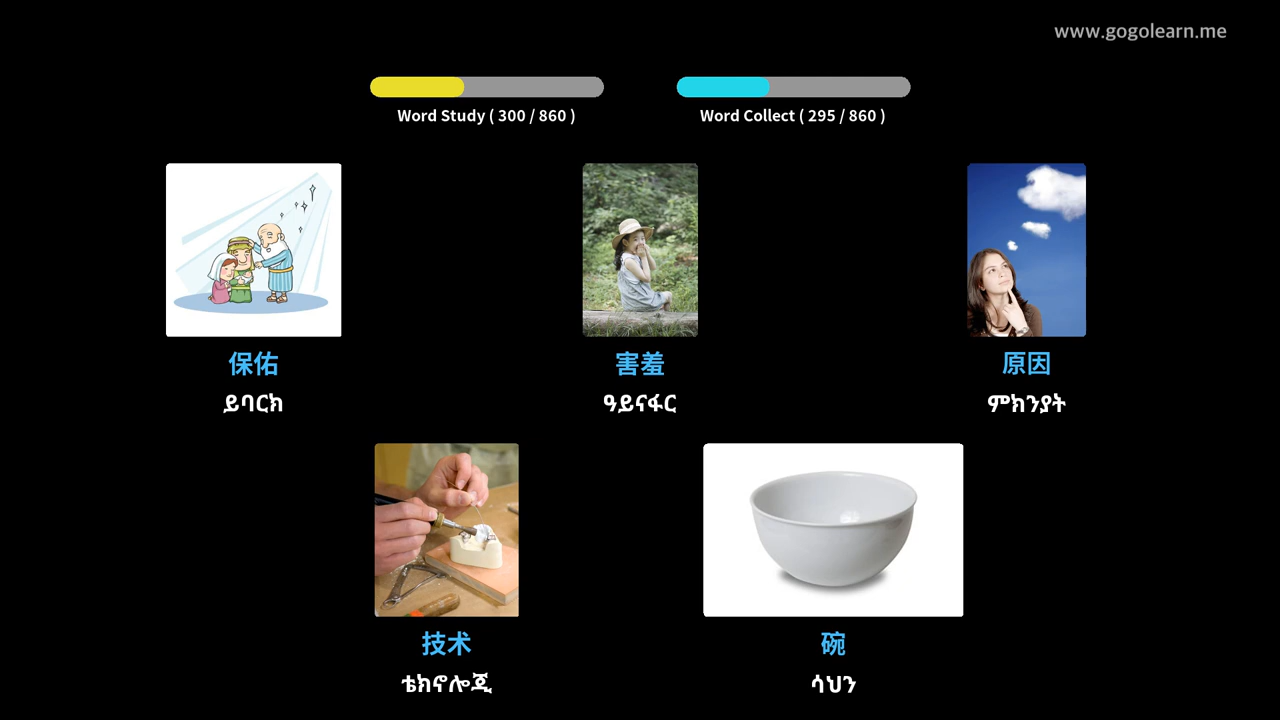 www.gogolearn.me
Word Study ( 300 / 860 )
Word Collect ( 295 / 860 )
保佑
ይባርክ
害羞
ዓይናፋር
原因
ምክንያት
技术
ቴክኖሎጂ
碗
ሳህን